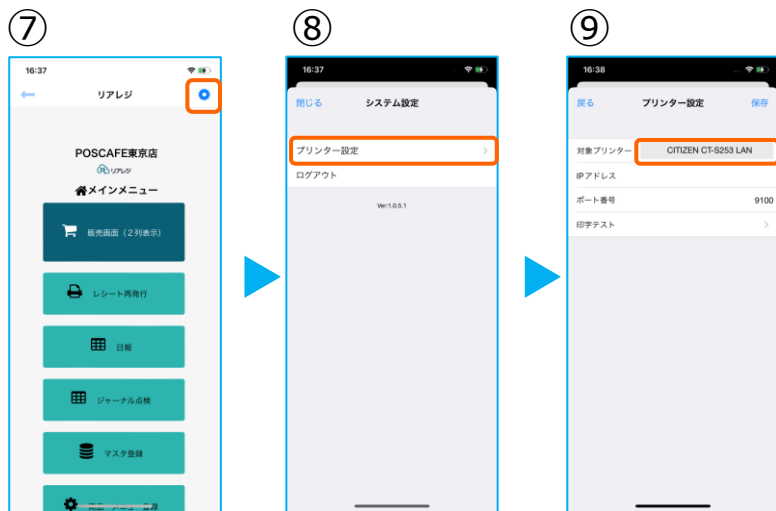 ⑦
16:37
リアレジ
POSCAFE東京店
リアレジ
メインメニュー
販売画面（２列表示）
レシート再発行
日報
ジャーナル点検
マスタ登録
⑧
16:37
閉じる
システム設定
プリンター設定
ログアウト
Ver:1.0.5.1
⑨
16:38
戻る
プリンター設定
保存
対象プリンター
CITIZEN CT-S253 LAN
IPアドレス
ポート番号
9100
印字テスト